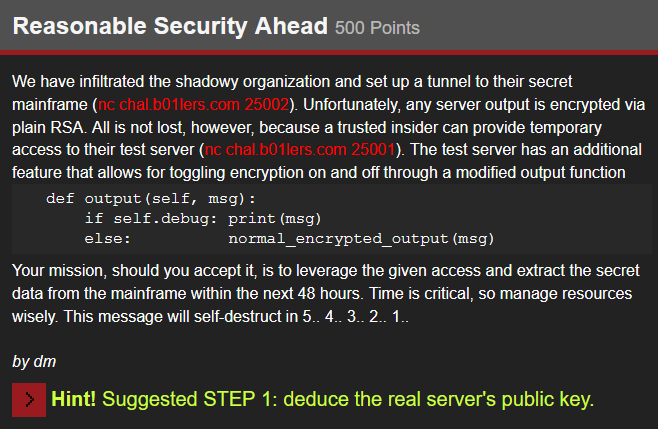 Reasonable Security Ahead 500 Points
We have infiltrated the shadowy organization and set up a tunnel to their secret
mainframe (nc chal.b01lers.com 25002). Unfortunately, any server output is encrypted via
plain RSA. All is not lost, however, because a trusted insider can provide temporary
access to their test server (nc chal.b01lers.com 25001). The test server has an additional
feature that allows for toggling encryption on and off through a modified output function
def output(self, msg):
if self.debug: print(msg)
else: normal_encrypted_output(msg)
Your mission, should you accept it, is to leverage the given access and extract the secret
data from the mainframe within the next 48 hours. Time is critical, so manage resources
wisely. This message will self-destruct in 5.. 4.. 3.. 2.. 1..
by dm
> Hint! Suggested STEP 1: deduce the real server's public key.